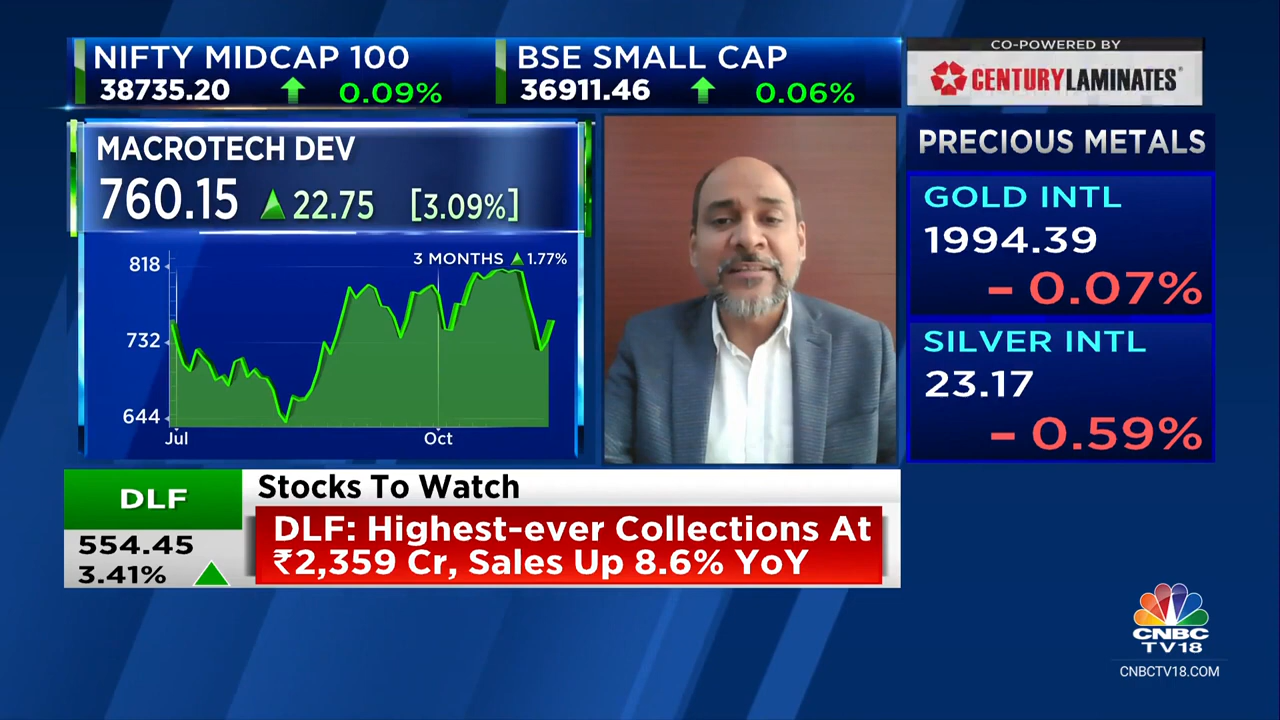 NIFTY MIDCAP 100
38735.20 0.09%
BSE SMALL CAP
36911.46 0.06%
CO-POWERED BY
CENTURYLAMINATES®
MACROTECH DEV
760.15 22.75 [3.09%]
3 MONTHS 1.77%
818
732
644
Jul Oct
PRECIOUS METALS
GOLD INTL
1994.39
- 0.07%
SILVER INTL
23.17
- 0.59%
DLF
554.45
3.41%
Stocks To Watch
DLF: Highest-ever Collections At
₹2,359 Cr, Sales Up 8.6% YoY
CNBC
TV18
CNBCTV18.COM